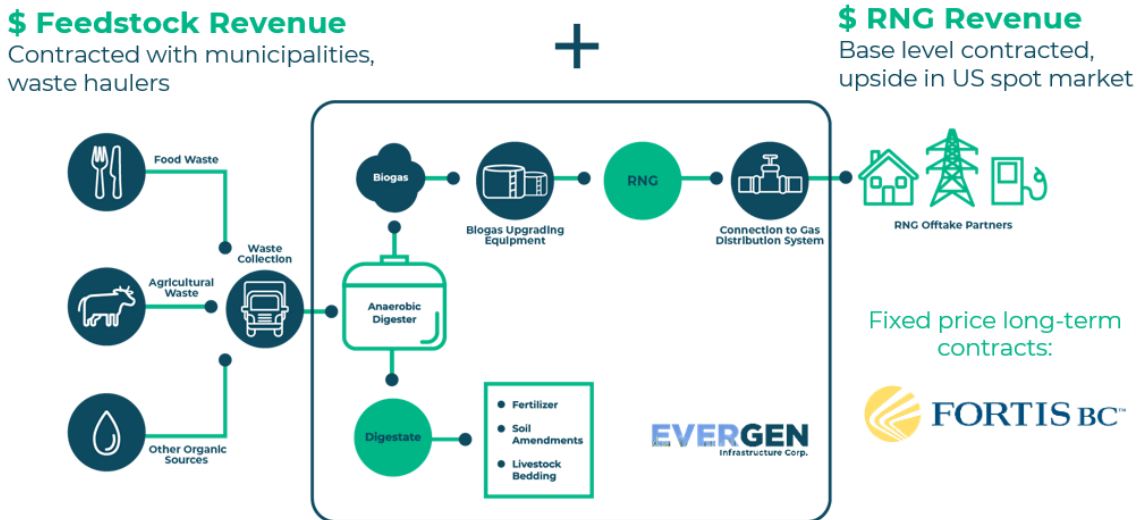 $ Feedstock Revenue
Contracted with municipalities,
waste haulers
+
$ RNG Revenue
Base level contracted,
upside in US spot market
Food Waste
Agricultural
Waste
Other Organic
Sources
Waste
Collection
Biogas
Biogas Upgrading
Equipment
RNG
Connection to Gas
Distribution System
RNG Offtake Partners
Anaerobic
Digester
Digestate
• Fertilizer
• Soil
Amendments
• Livestock
Bedding
EVERGEN
Infrastructure Corp.
Fixed price long-term
contracts:
FORTIS BC™